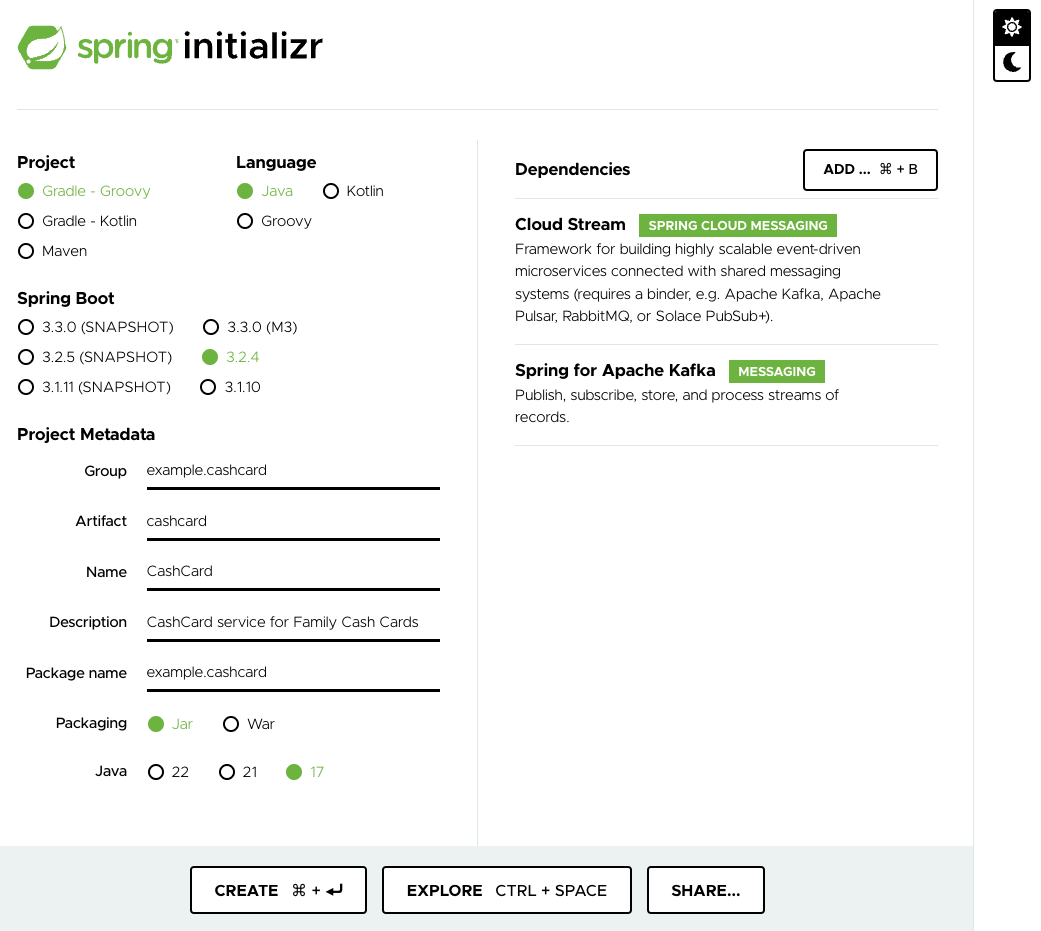 spring initializr
Project
Gradle - Groovy
Gradle - Kotlin
Maven
Language
Java Kotlin
Groovy
Spring Boot
3.3.0 (SNAPSHOT) 3.3.0 (M3)
3.2.5 (SNAPSHOT) 3.2.4
3.1.11 (SNAPSHOT) 3.1.10
Project Metadata
Group example.cashcard
Artifact cashcard
Name CashCard
Description CashCard service for Family Cash Cards
Package name example.cashcard
Packaging Jar War
Java 22 21 17
Dependencies ADD ... ⌘ + B
Cloud Stream SPRING CLOUD MESSAGING
Framework for building highly scalable event-driven
microservices connected with shared messaging
systems (requires a binder, e.g. Apache Kafka, Apache
Pulsar, RabbitMQ, or Solace PubSub+).
Spring for Apache Kafka MESSAGING
Publish, subscribe, store, and process streams of
records.
CREATE ⌘ + ↵ EXPLORE CTRL + SPACE SHARE...